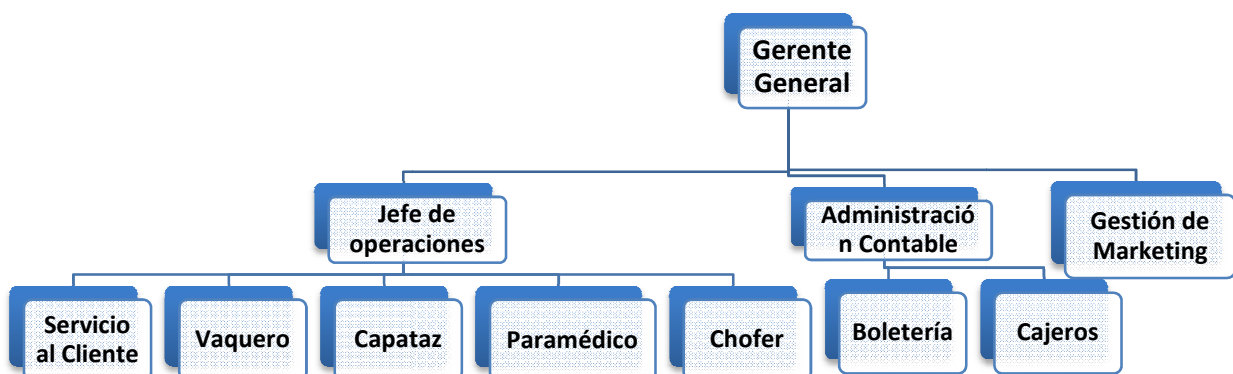 Gerente
General
Jefe de
operaciones
Administració
n Contable
Gestión de
Marketing
Servicio
al Cliente
Vaquero
Capataz
Paramédico
Chofer
Boletería
Cajeros